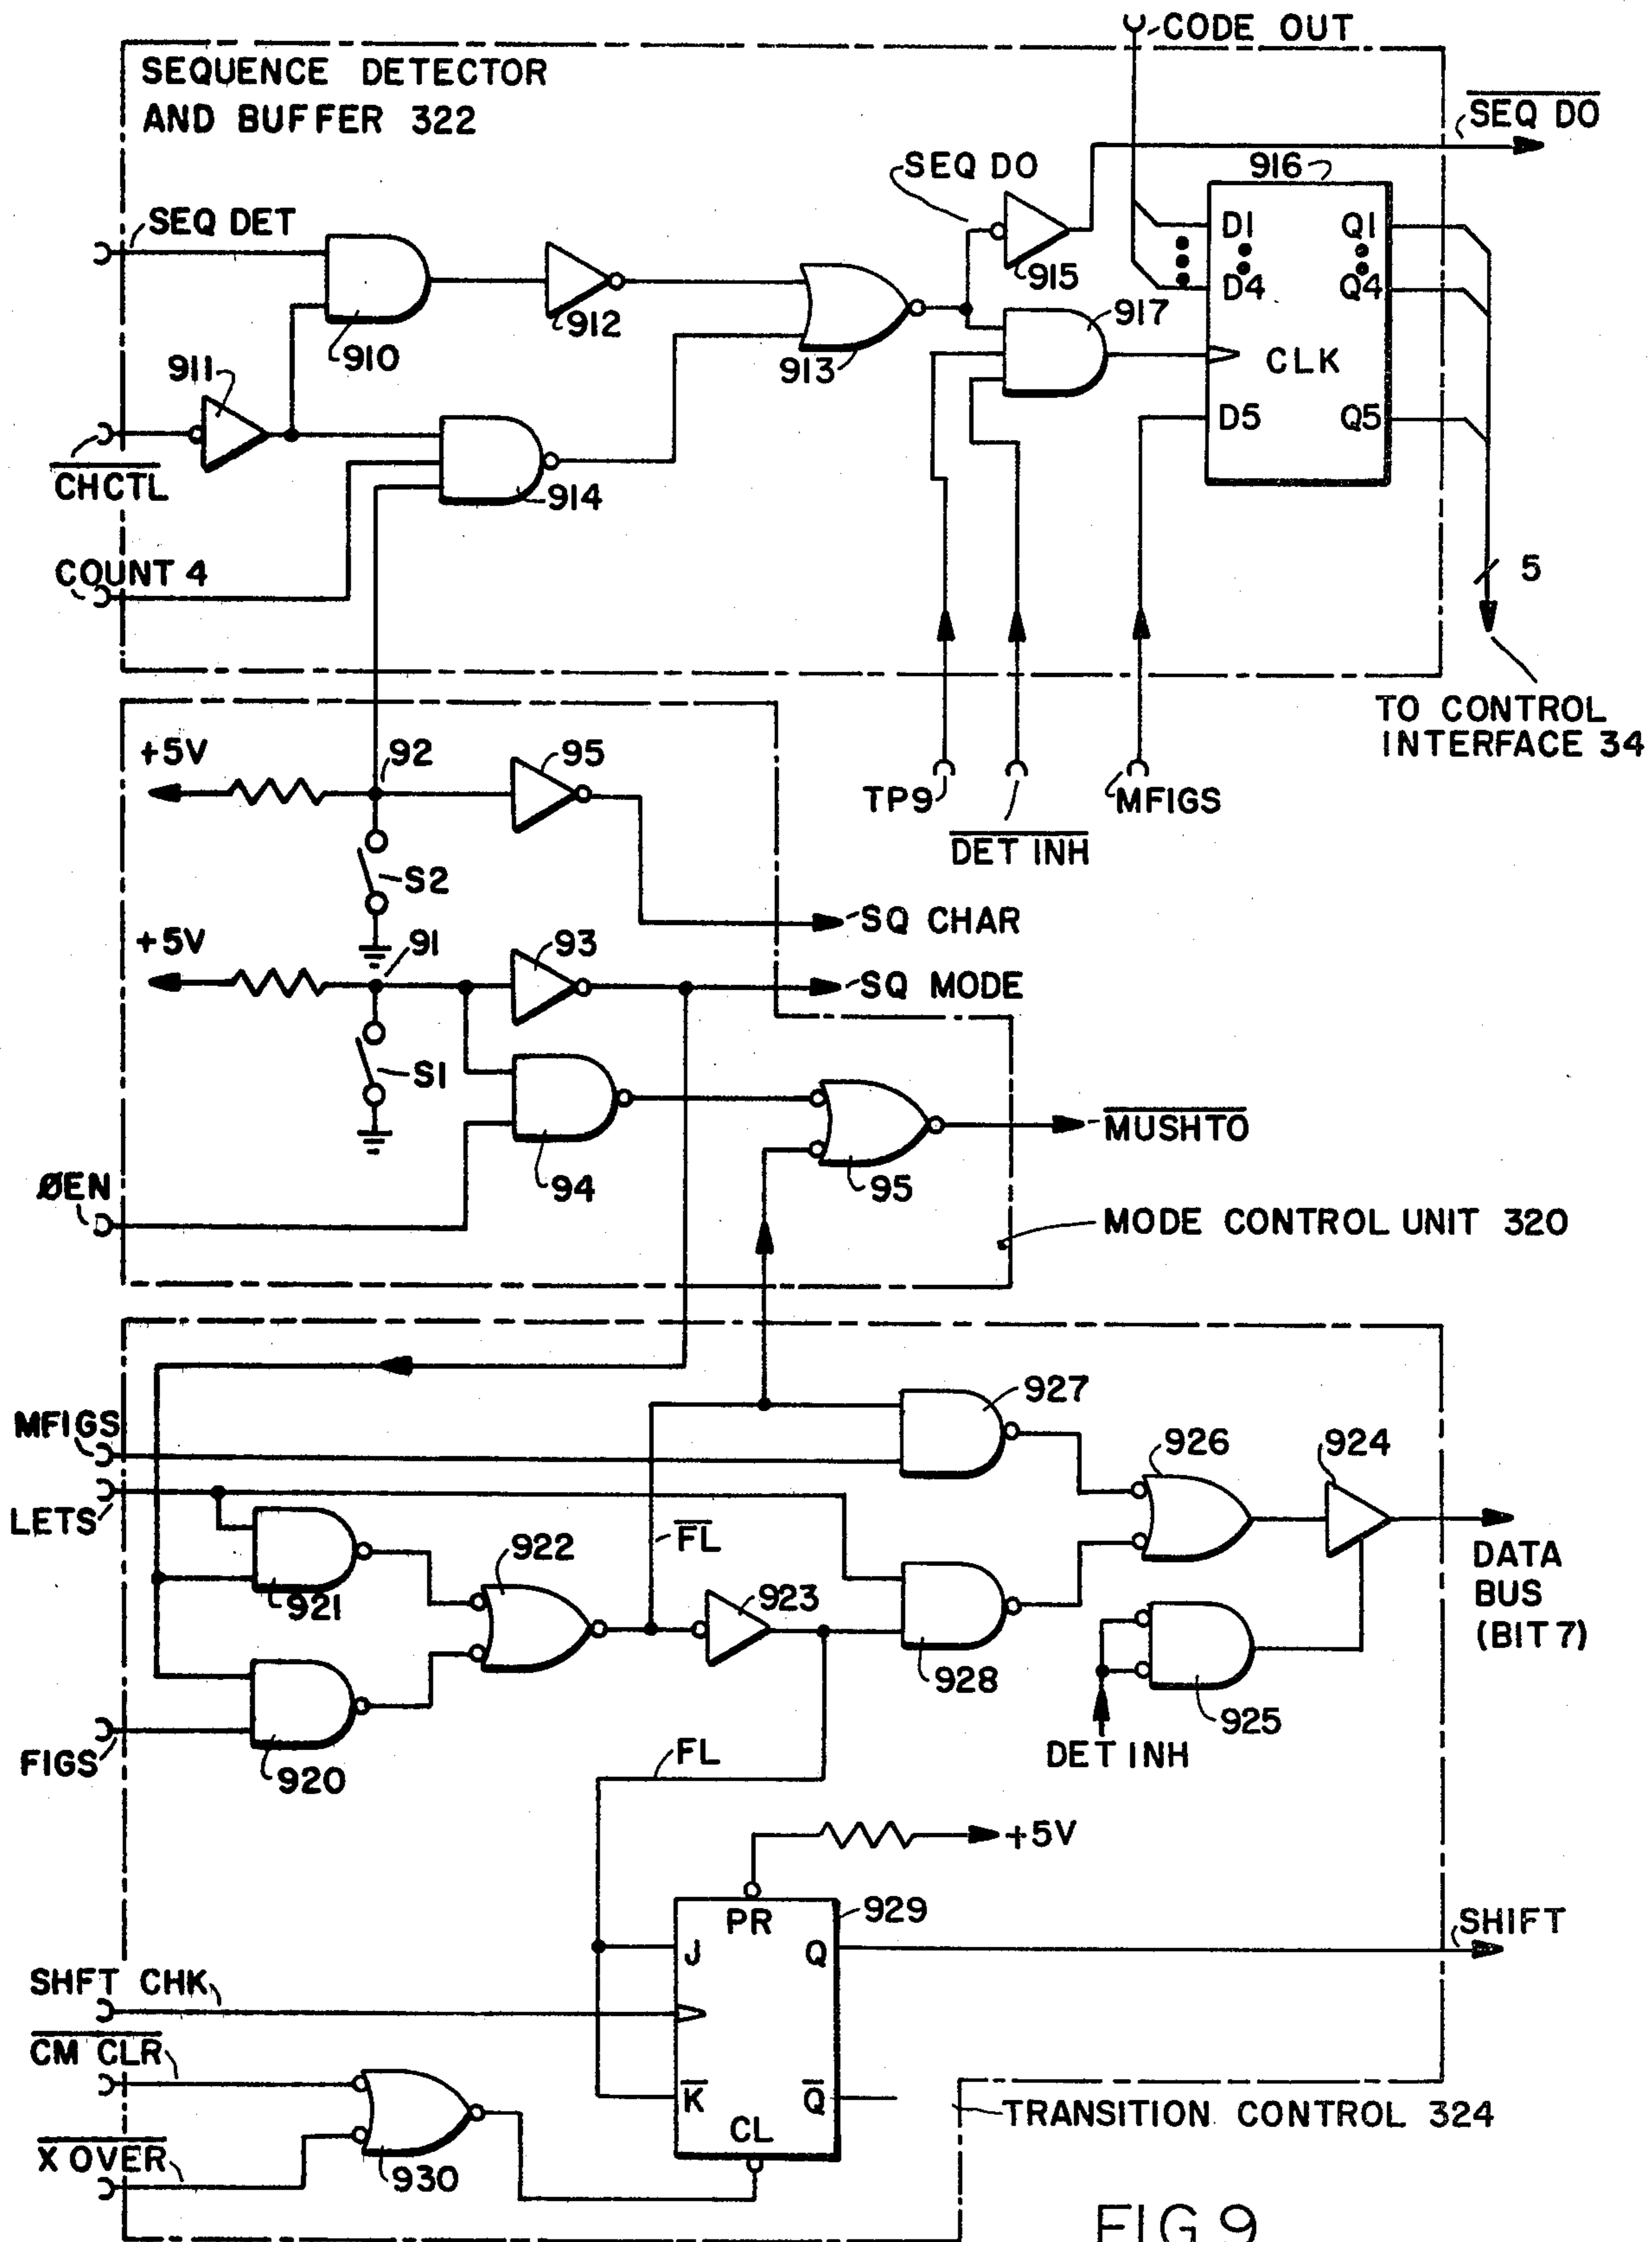 CODE OUT
SEQUENCE DETECTOR
AND BUFFER 322
SEQ DO
SEQ DO
916
SEQ DET
D1
Q1
D4
Q4
915
917
912
910
913
911
CLK
D5
Q5
CHCTL
914
COUNT 4
5
TO CONTROL
INTERFACE 34
+5V
92
95
TP9
MFIGS
DET INH
S2
SQ CHAR
+5V
91
93
SQ MODE
S1
MUSHTO
ØEN
94
95
MODE CONTROL UNIT 320
927
MFIGS
926
924
LETS
FL
922
DATA
BUS
(BIT 7)
921
923
928
925
FIGS
920
FL
DET INH
+5V
PR
929
SHIFT
J
Q
SHFT CHK
CM CLR
K
Q
TRANSITION CONTROL 324
CL
X OVER
930
FIG.9